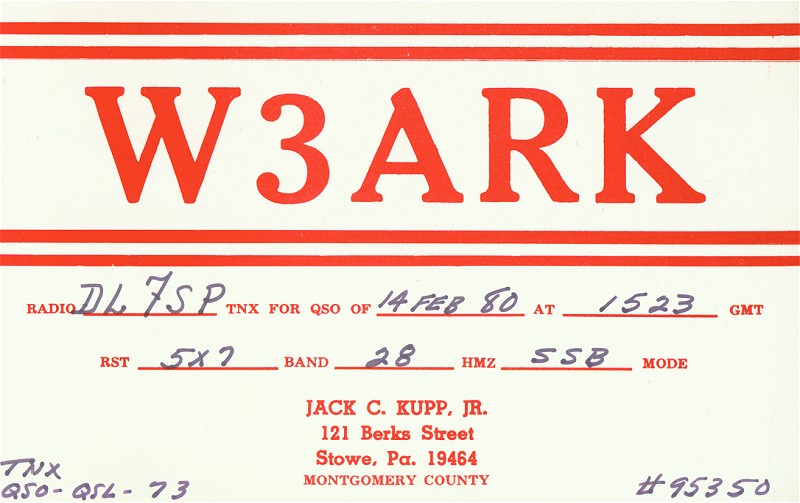 W3ARK
RADIO DL7SP TNX FOR QSO OF 14 FEB 80 AT 1523 GMT
RST 5X7 BAND 28 HMZ SSB MODE
JACK C. KUPP, JR.
121 Berks Street
Stowe, Pa. 19464
MONTGOMERY COUNTY
TNX
QSO - QSL - 73
#95350